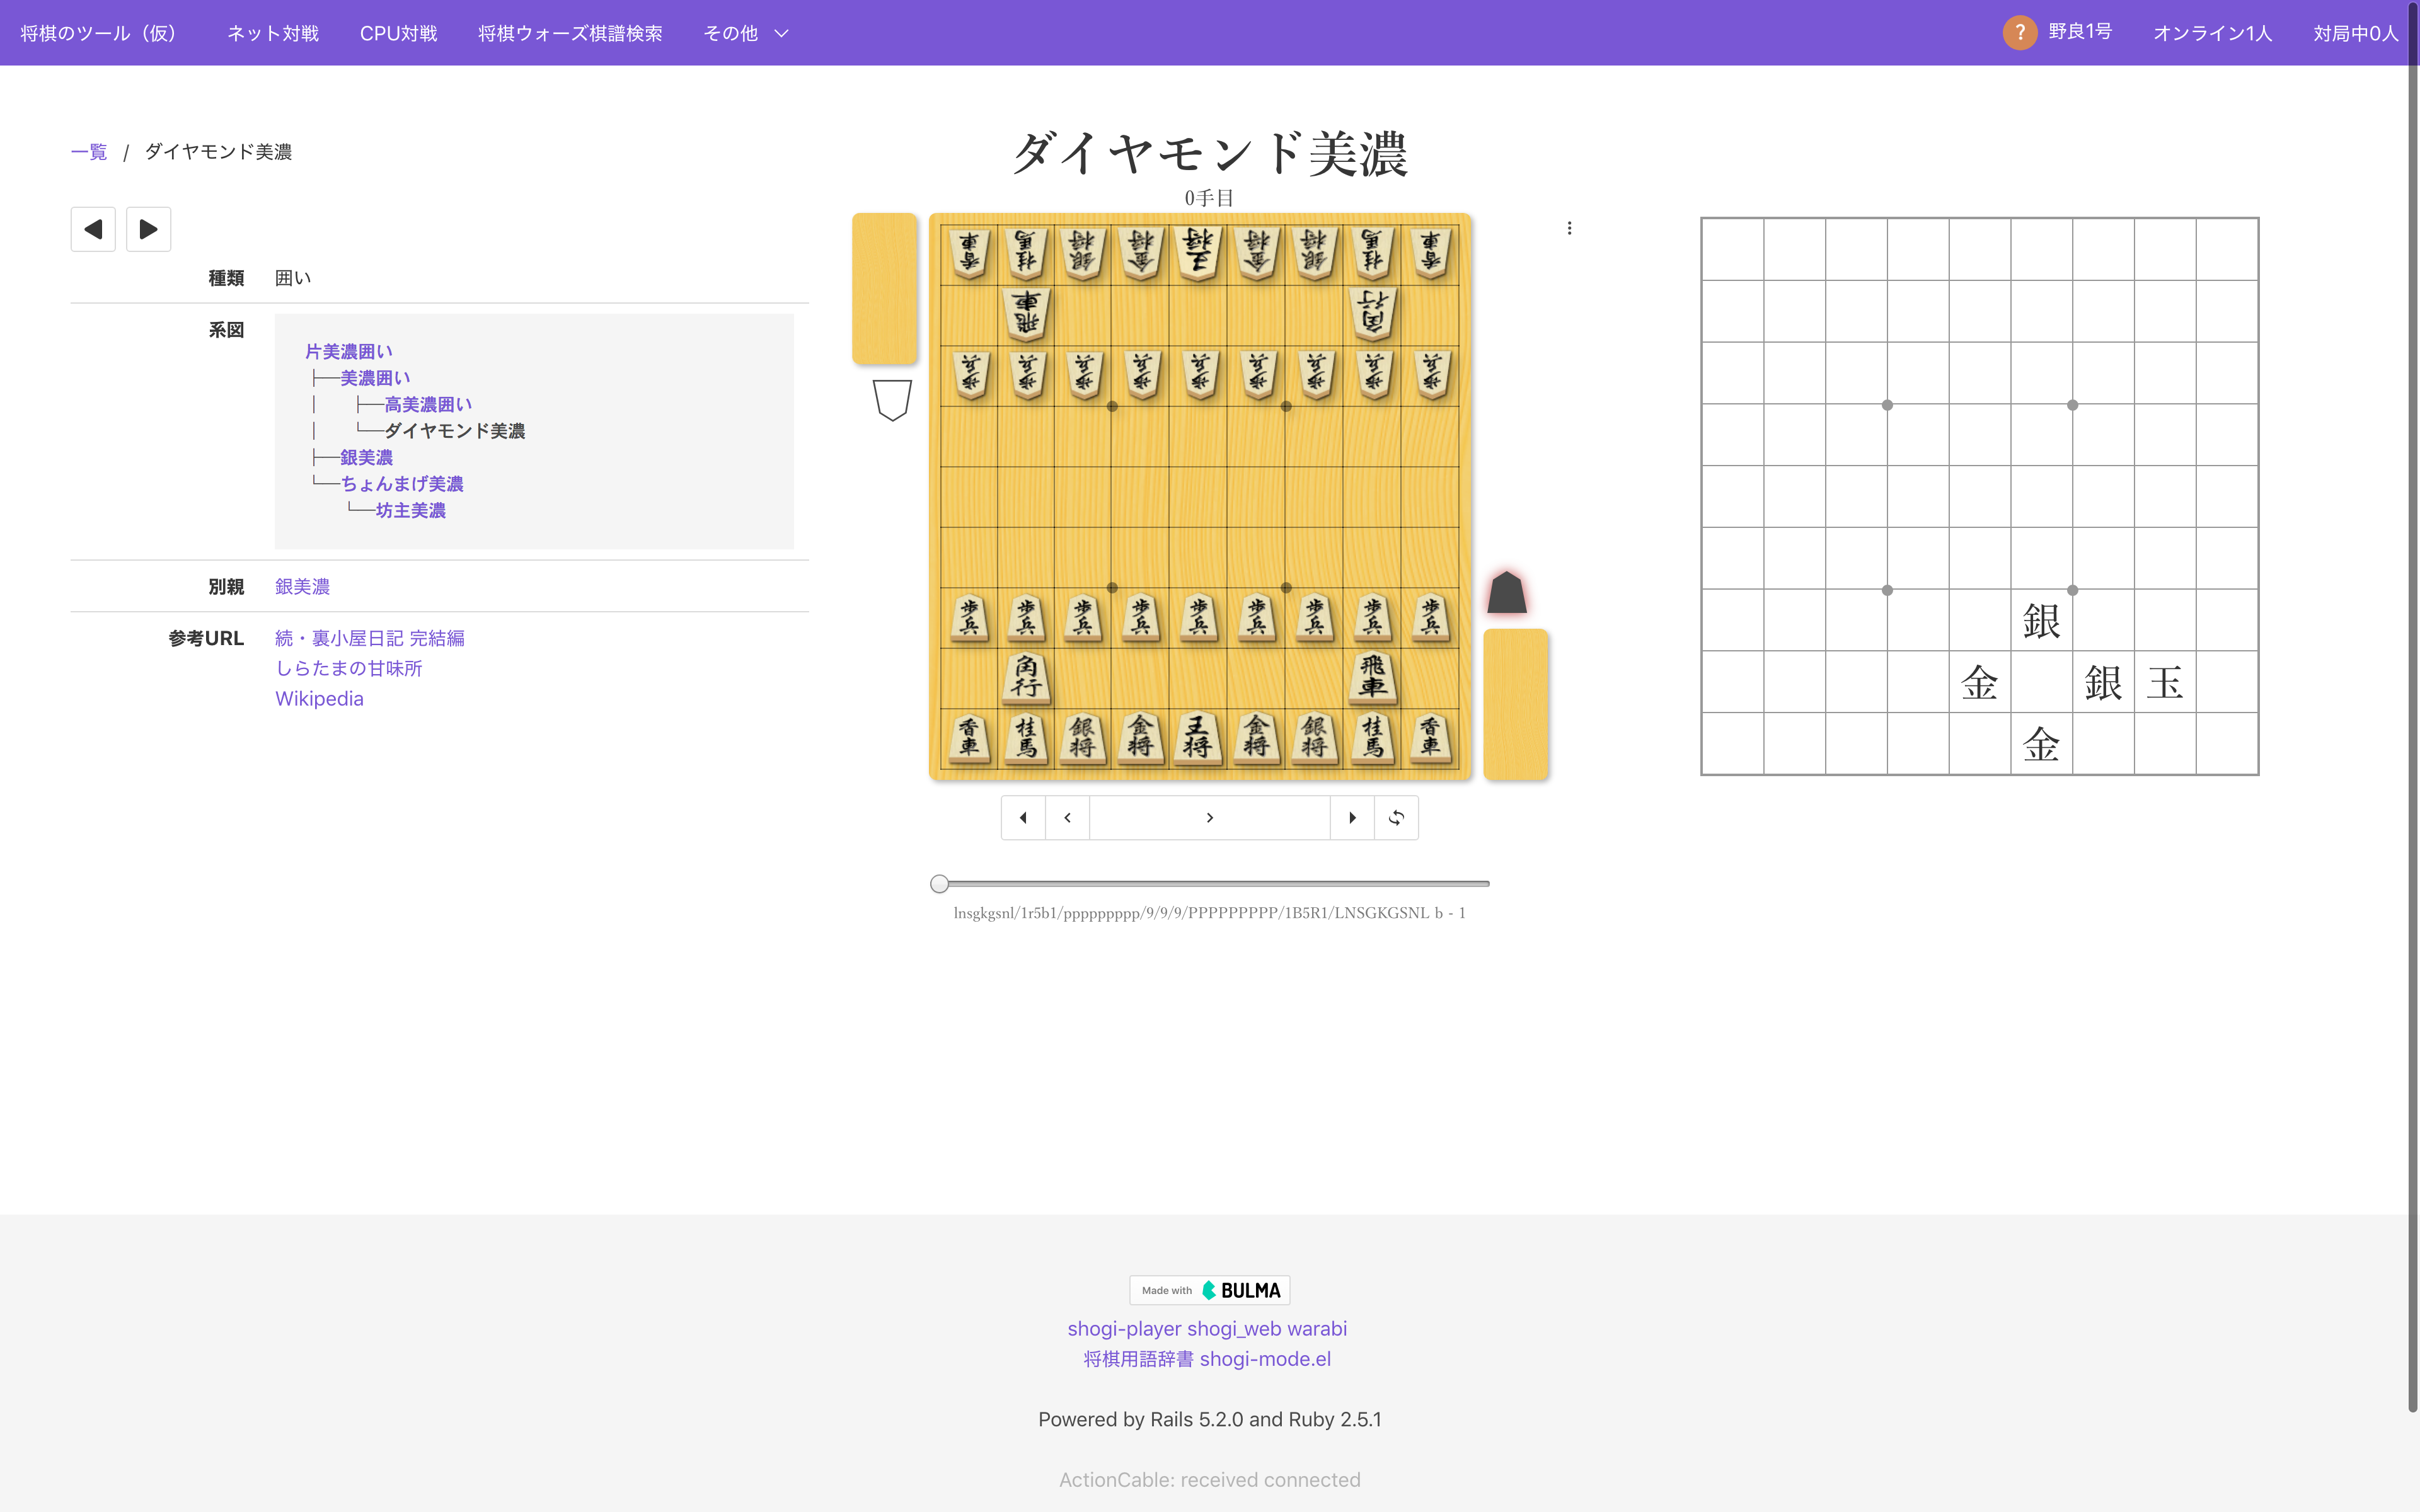 将棋のツール（仮） ネット対戦 CPU対戦 将棋ウォーズ棋譜検索 その他 ? 野良1号 オンライン1人 対局中0人
一覧 / ダイヤモンド美濃
種類 囲い
系図
片美濃囲い
├──美濃囲い
│ ├──高美濃囲い
│ └──ダイヤモンド美濃
├──銀美濃
└──ちょんまげ美濃
└──坊主美濃
別親 銀美濃
参考URL 続・裏小屋日記 完結編
しらたまの甘味所
Wikipedia
ダイヤモンド美濃
0手目
香車 桂馬 銀将 金将 王将 金将 銀将 桂馬 香車
飛車 角行
歩兵 歩兵 歩兵 歩兵 歩兵 歩兵 歩兵 歩兵 歩兵
歩兵 歩兵 歩兵 歩兵 歩兵 歩兵 歩兵 歩兵 歩兵
角行 飛車
香車 桂馬 銀将 金将 王将 金将 銀将 桂馬 香車
lnsgkgsnl/1r5b1/ppppppppp/9/9/9/PPPPPPPPP/1B5R1/LNSGKGSNL b - 1
銀
金 銀 玉
金
Made with BULMA
shogi-player shogi_web warabi
将棋用語辞書 shogi-mode.el
Powered by Rails 5.2.0 and Ruby 2.5.1
ActionCable: received connected